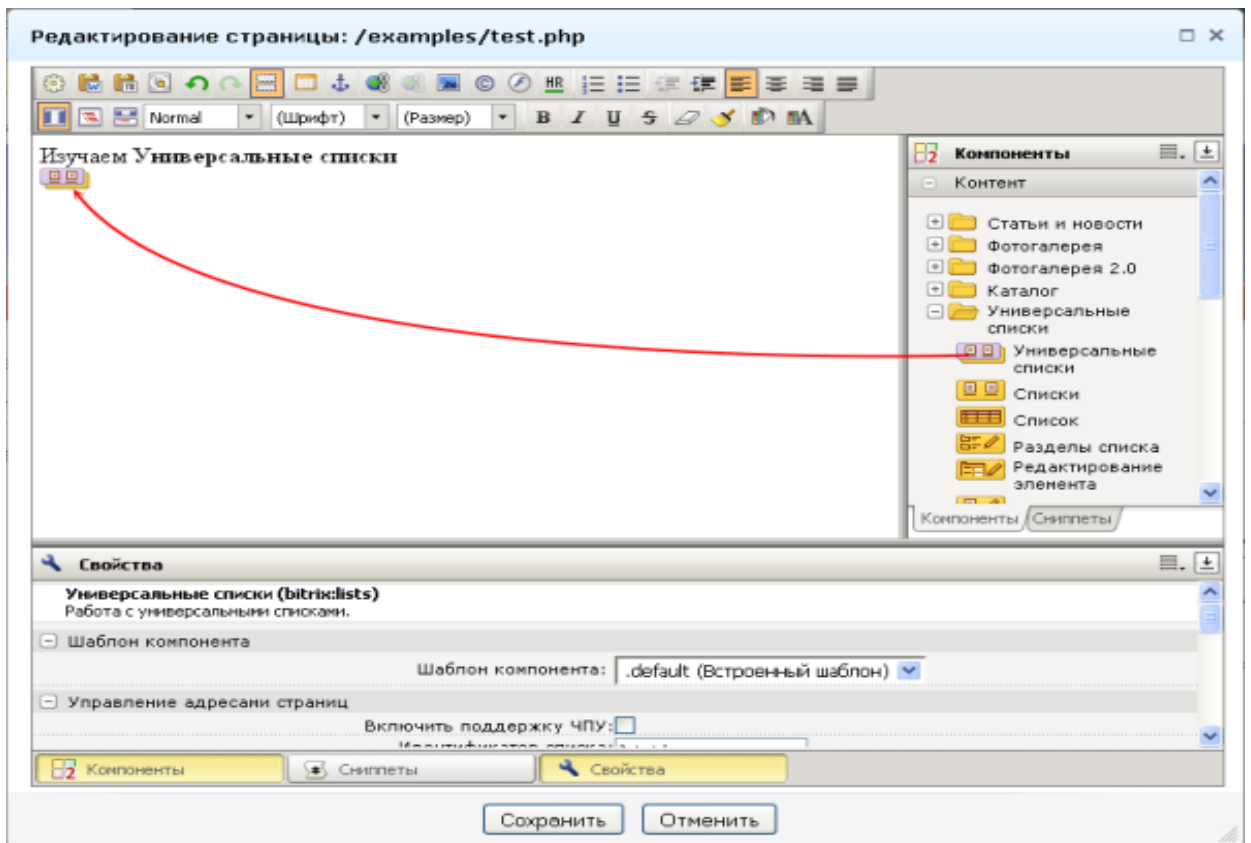 Редактирование страницы: /examples/test.php
HR
Normal (Шрифт) (Размер) B I U S
Изучаем Универсальные списки
Компоненты
Контент
Статьи и новости
Фотогалерея
Фотогалерея 2.0
Каталог
Универсальные
списки
Универсальные
списки
Списки
Список
Разделы списка
Редактирование
элемента
Компоненты Сниппеты
Свойства
Универсальные списки (bitrix:lists)
Работа с универсальными списками.
Шаблон компонента
Шаблон компонента: .default (Встроенный шаблон)
Управление адресами страниц
Включить поддержку ЧПУ:
Компоненты Сниппеты Свойства
Сохранить Отменить